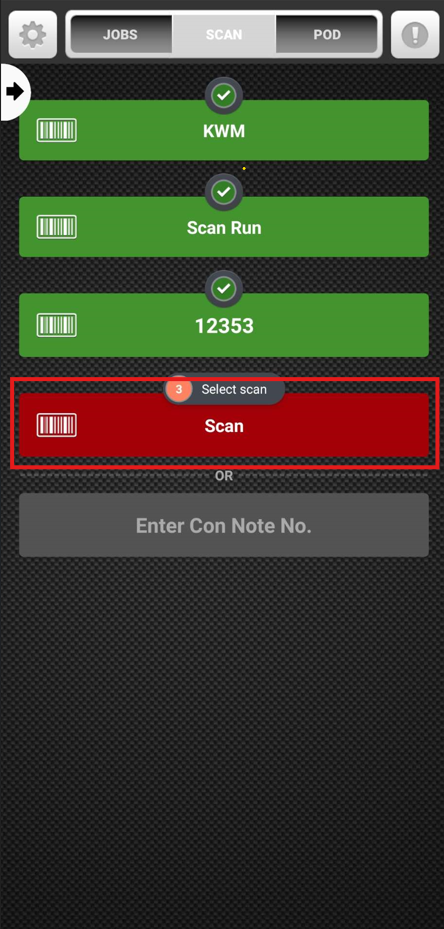 JOBS SCAN POD
KWM
Scan Run
12353
3 Select scan
Scan
OR
Enter Con Note No.